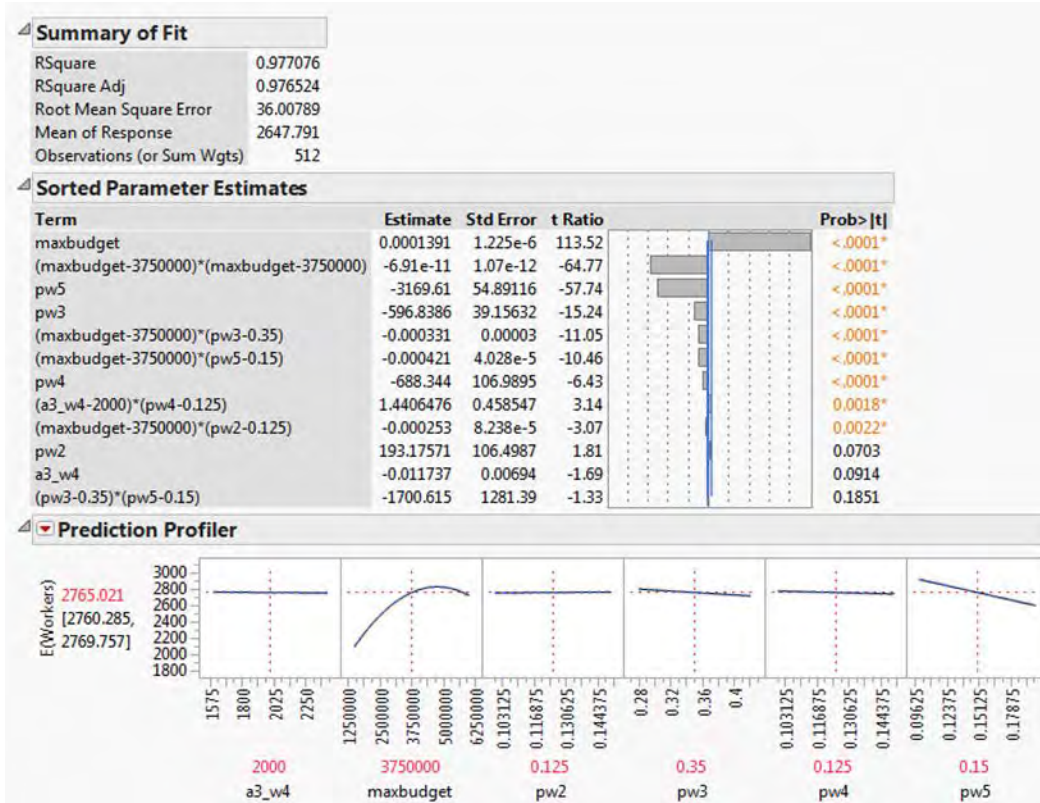 Summary of Fit
RSquare 0.977076
RSquare Adj 0.976524
Root Mean Square Error 36.00789
Mean of Response 2647.791
Observations (or Sum Wgts) 512
Sorted Parameter Estimates
Term Estimate Std Error t Ratio Prob>|t|
maxbudget 0.0001391 1.225e-6 113.52 <.0001*
(maxbudget-3750000)*(maxbudget-3750000) -6.91e-11 1.07e-12 -64.77 <.0001*
pw5 -3169.61 54.89116 -57.74 <.0001*
pw3 -596.8386 39.15632 -15.24 <.0001*
(maxbudget-3750000)*(pw3-0.35) -0.000331 0.00003 -11.05 <.0001*
(maxbudget-3750000)*(pw5-0.15) -0.000421 4.028e-5 -10.46 <.0001*
pw4 -688.344 106.9895 -6.43 <.0001*
(a3_w4-2000)*(pw4-0.125) 1.4406476 0.458547 3.14 0.0018*
(maxbudget-3750000)*(pw2-0.125) -0.000253 8.238e-5 -3.07 0.0022*
pw2 193.17571 106.4987 1.81 0.0703
a3_w4 -0.011737 0.00694 -1.69 0.0914
(pw3-0.35)*(pw5-0.15) -1700.615 1281.39 -1.33 0.1851
Prediction Profiler
E(Workers)
2765.021
[2760.285,
2769.757]
3000
2800
2600
2400
2200
2000
1800
1575 1800 2025 2250 1250000 2500000 3750000 5000000 6250000 0.103125 0.116875 0.130625 0.144375 0.28 0.32 0.36 0.4 0.103125 0.116875 0.130625 0.144375 0.09625 0.12375 0.15125 0.17875
2000 3750000 0.125 0.35 0.125 0.15
a3_w4 maxbudget pw2 pw3 pw4 pw5